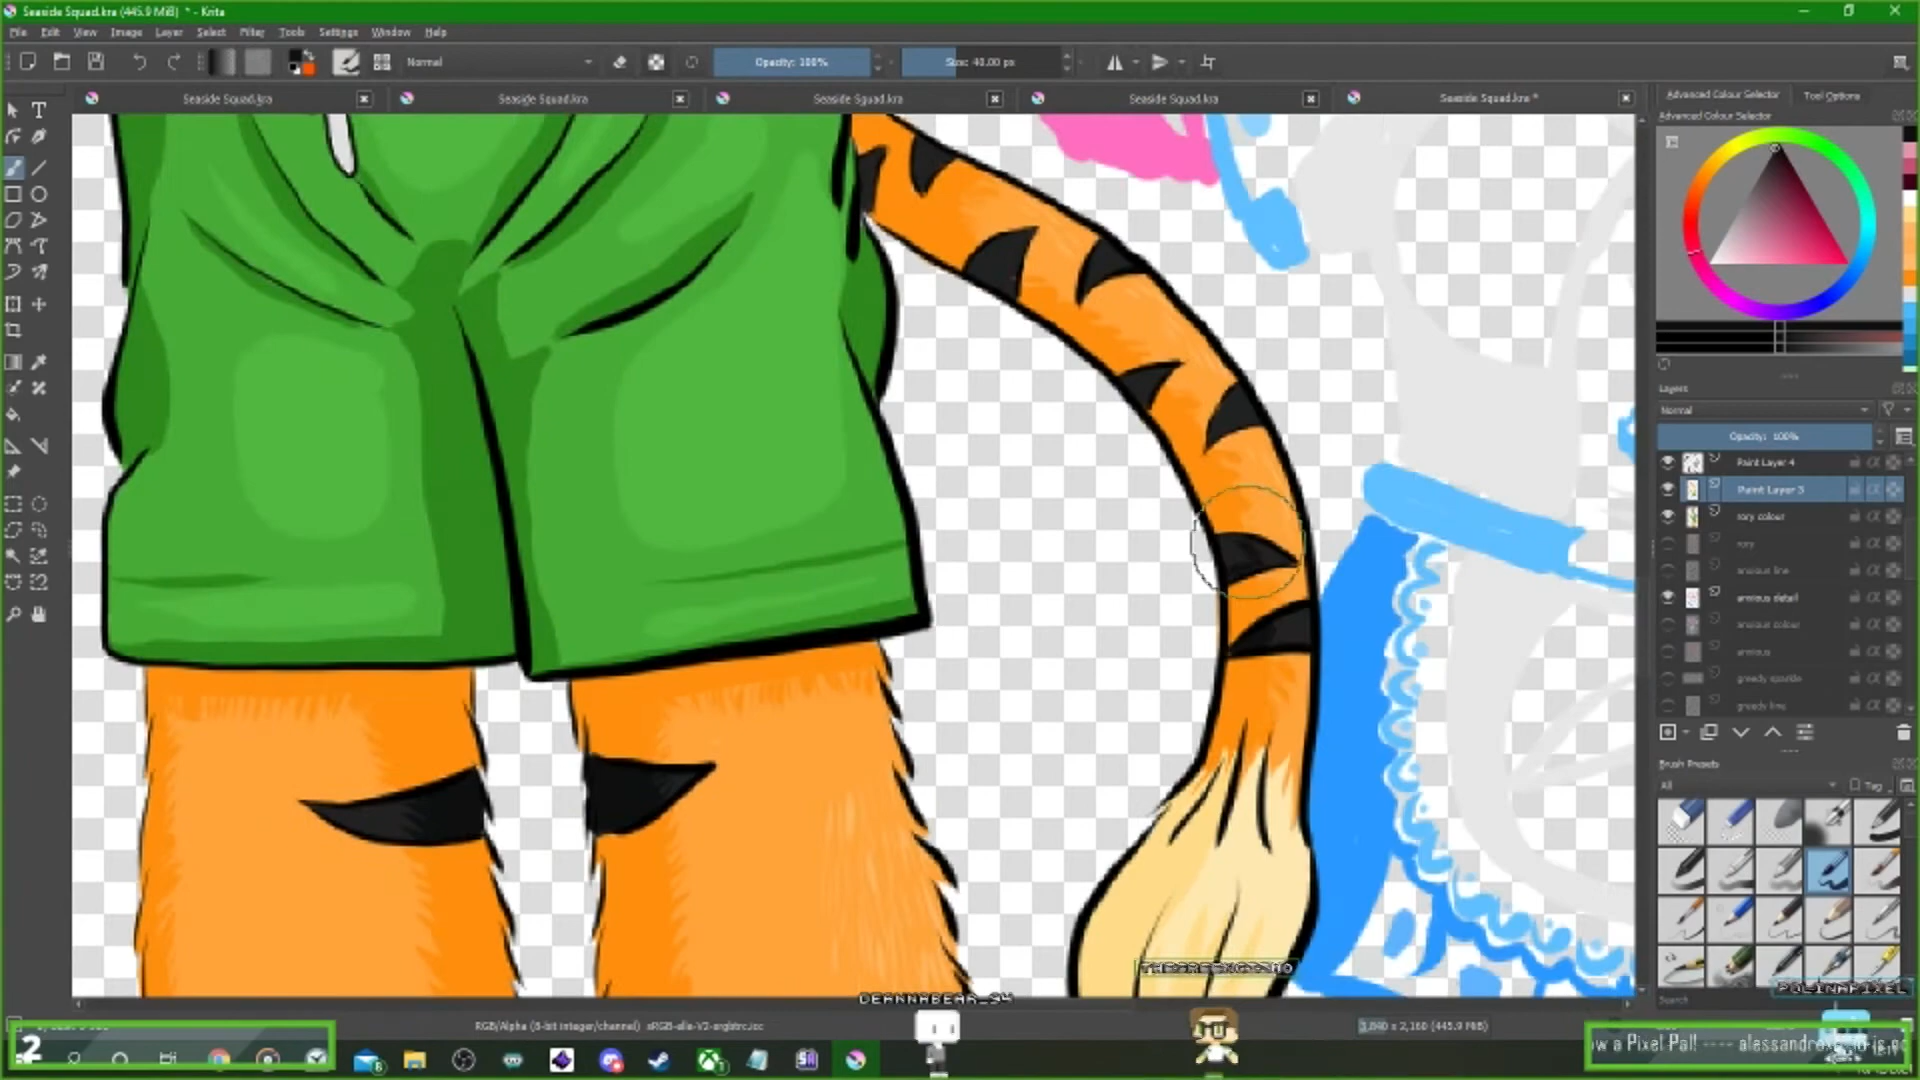 Seaside Squad.kra (445.9 MiB) * - Krita
File Edit View Image Layer Select Filter Tools Settings Window Help
Normal
Opacity: 100%
Size: 40.00 px
Seaside Squad.kra
Seaside Squad.kra
Seaside Squad.kra
Seaside Squad.kra
Seaside Squad.kra *
Advanced Colour Selector
Tool Options
Advanced Colour Selector
Layers
Normal
Opacity: 100%
Paint Layer 4
Paint Layer 3
rory colour
rory
anxious line
anxious detail
anxious colour
anxious
greedy sparkle
greedy line
Brush Presets
All
Tag
Search
DEANNABEAR_94
POLINAPIXEL
RGB/Alpha (8-bit integer/channel) sRGB-elle-V2-srgbtrc.icc
3,840 x 2,160 (445.9 MiB)
2
ow a Pixel Pal! ----